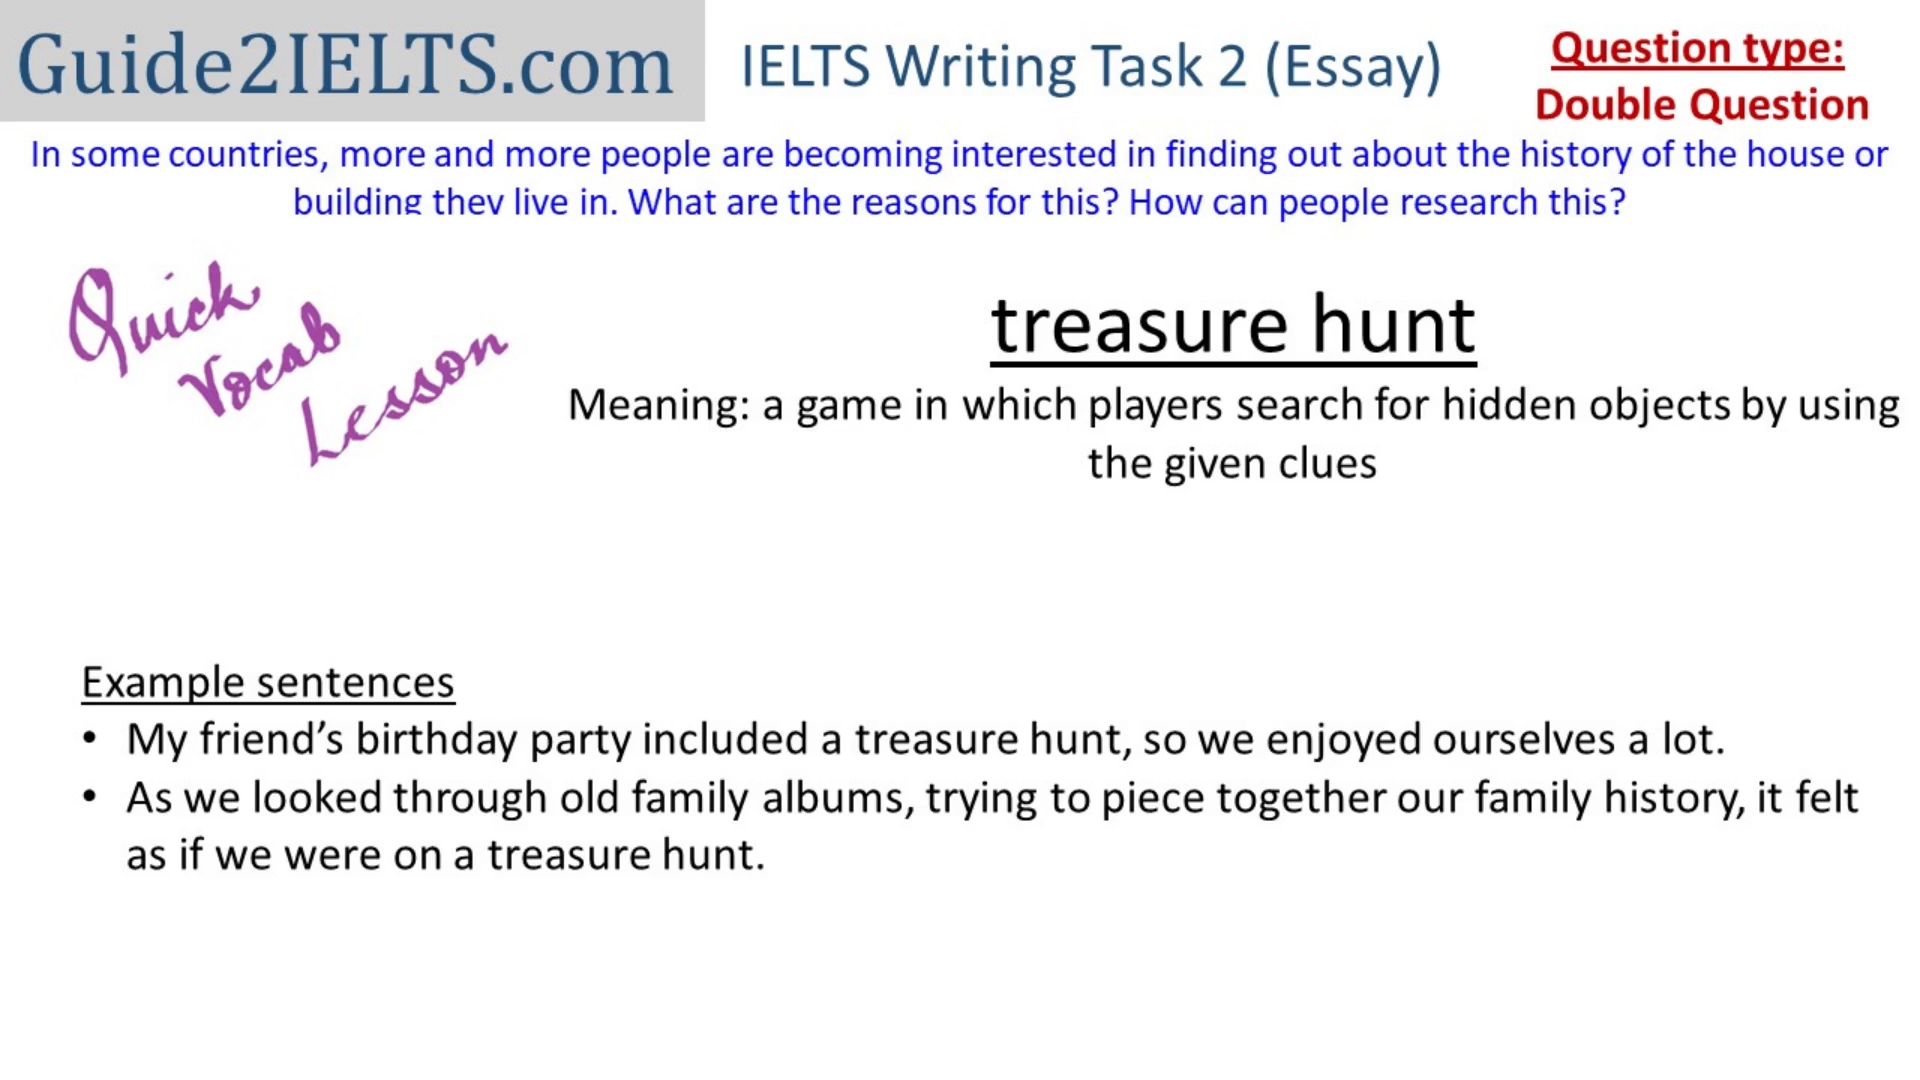 Guide2IELTS.com
IELTS Writing Task 2 (Essay)
Question type:
Double Question
In some countries, more and more people are becoming interested in finding out about the history of the house or
building they live in. What are the reasons for this? How can people research this?
Quick
Vocab
Lesson
treasure hunt
Meaning: a game in which players search for hidden objects by using
the given clues
Example sentences
• My friend’s birthday party included a treasure hunt, so we enjoyed ourselves a lot.
• As we looked through old family albums, trying to piece together our family history, it felt
as if we were on a treasure hunt.